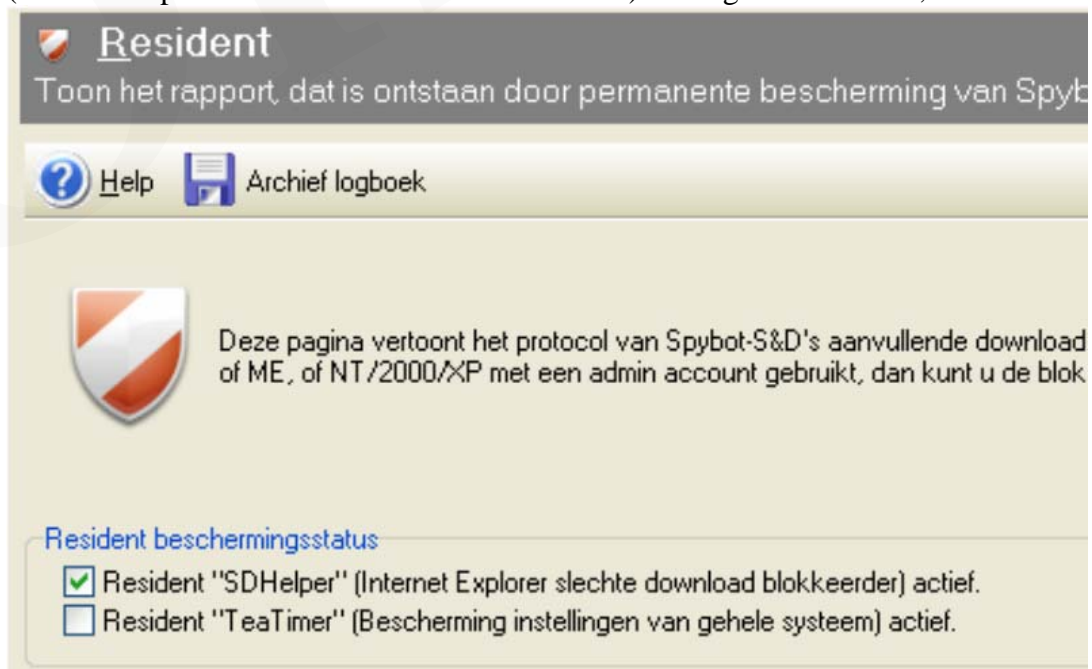 Resident
Toon het rapport, dat is ontstaan door permanente bescherming van
Help Archief logboek
Deze pagina vertoont het protocol van Spybot-S&D's aanvullende download
of ME, of NT/2000/XP met een admin account gebruikt, dan kunt u de blok
Resident beschermingsstatus
Resident "SDHelper" (Internet Explorer slechte download blokkeerder) actief.
Resident "TeaTimer" (Bescherming instellingen van gehele systeem) actief.